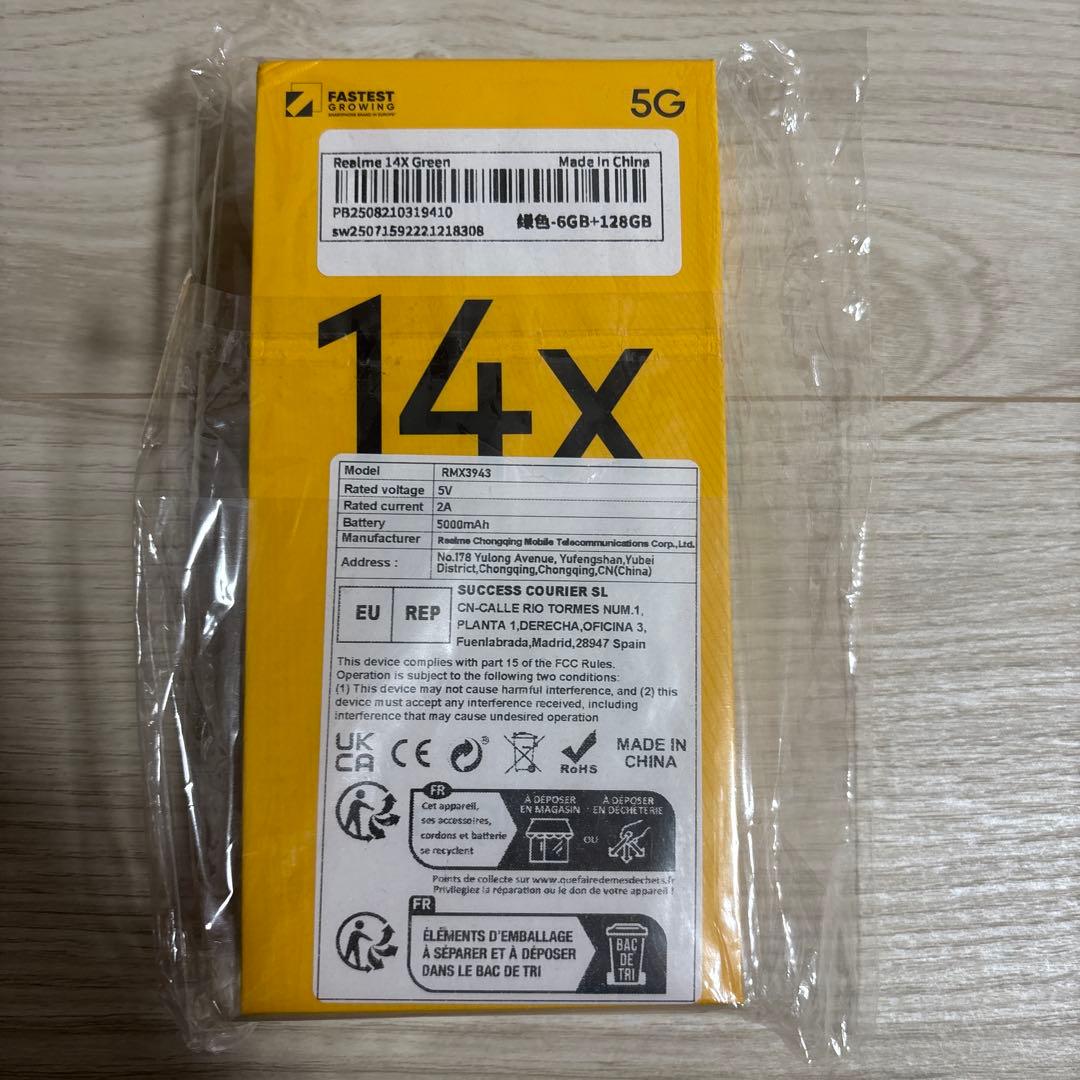 FASTEST
GROWING
SMARTPHONE BRAND IN EUROPE*
5G
Realme 14X Green
Made In China
PB2508210319410
sw25071592221218308
绿色-6GB+128GB
14x
Model RMX3943
Rated voltage 5V
Rated current 2A
Battery 5000mAh
Manufacturer Realme Chongqing Mobile Telecommunications Corp.,Ltd.
Address : No.178 Yulong Avenue, Yufengshan,Yubei
District,Chongqing,Chongqing,CN(China)
EU REP
SUCCESS COURIER SL
CN-CALLE RIO TORMES NUM.1,
PLANTA 1,DERECHA,OFICINA 3,
Fuenlabrada,Madrid,28947 Spain
This device complies with part 15 of the FCC Rules.
Operation is subject to the following two conditions:
(1) This device may not cause harmful interference, and (2) this
device must accept any interference received, including
interference that may cause undesired operation
UK
CA
CE
RoHS
MADE IN
CHINA
FR
Cet appareil,
ses accessoires,
cordons et batterie
se recyclent
À DÉPOSER
EN MAGASIN
OU
À DÉPOSER
EN DÉCHÈTERIE
Points de collecte sur www.quefairedemesdechets.fr
Privilégiez la réparation ou le don de votre appareil !
FR
ÉLÉMENTS D'EMBALLAGE
À SÉPARER ET À DÉPOSER
DANS LE BAC DE TRI
BAC
DE
TRI